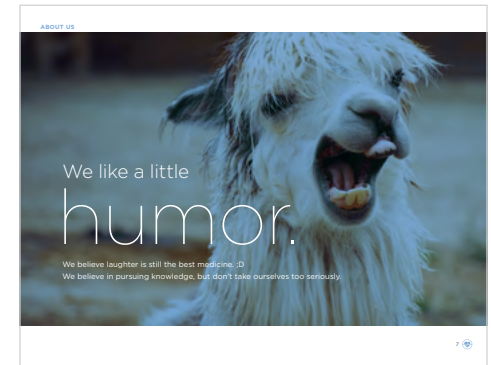 ABOUT US
We like a little
humor.
We believe laughter is still the best medicine. ;D
We believe in pursuing knowledge, but don't take ourselves too seriously.
7